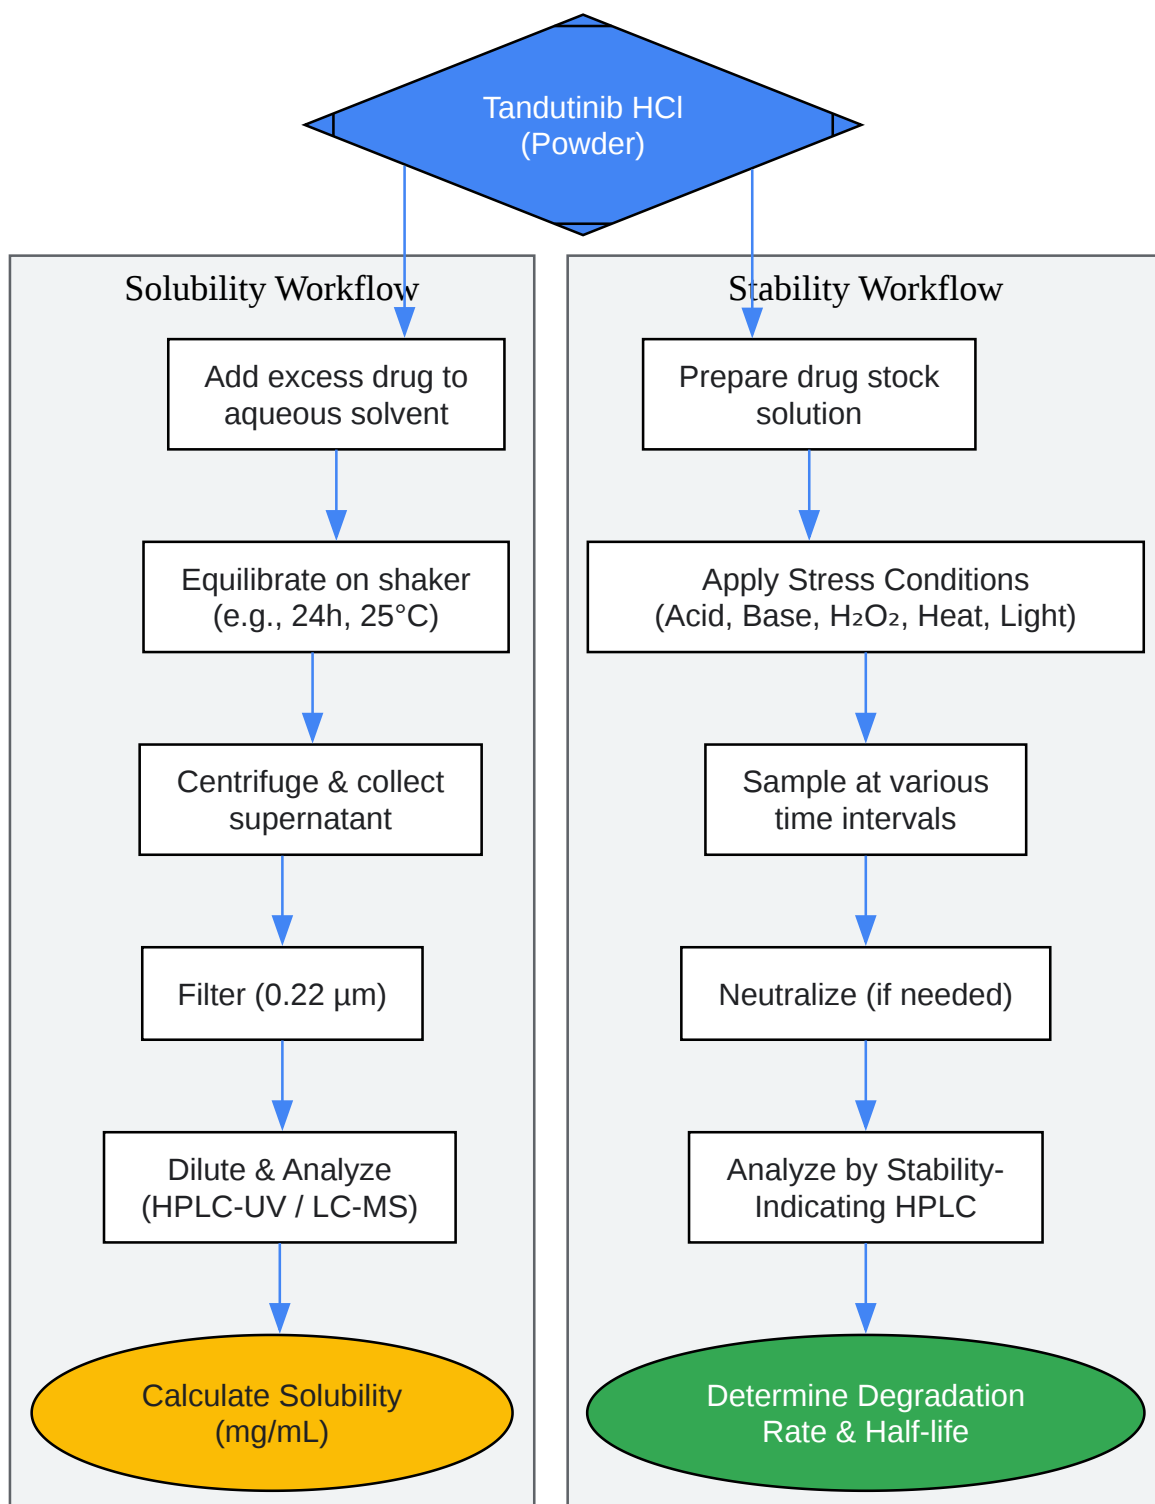 Tandutinib HCl
(Powder)
Solubility Workflow
Add excess drug to
aqueous solvent
Equilibrate on shaker
(e.g., 24h, 25°C)
Centrifuge & collect
supernatant
Filter (0.22 µm)
Dilute & Analyze
(HPLC-UV / LC-MS)
Calculate Solubility
(mg/mL)
Stability Workflow
Prepare drug stock
solution
Apply Stress Conditions
(Acid, Base, H₂O₂, Heat, Light)
Sample at various
time intervals
Neutralize (if needed)
Analyze by Stability-
Indicating HPLC
Determine Degradation
Rate & Half-life